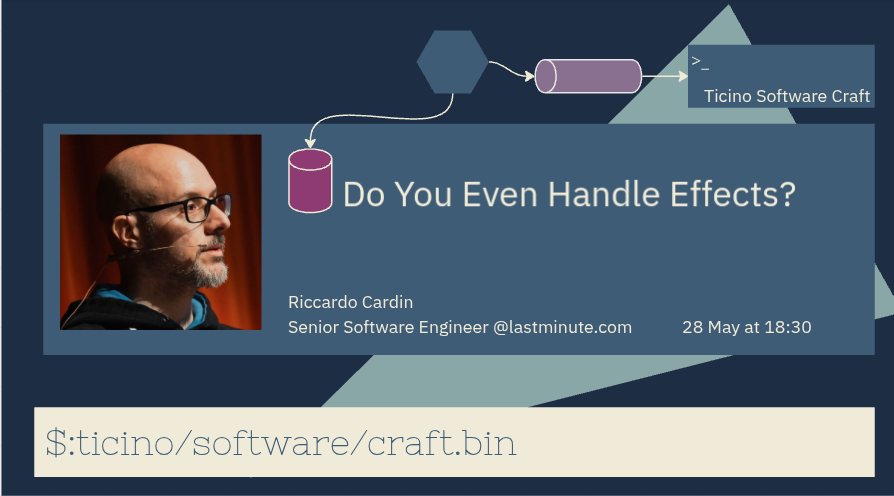 >_
Ticino Software Craft
Do You Even Handle Effects?
Riccardo Cardin
Senior Software Engineer @lastminute.com
28 May at 18:30
$:ticino/software/craft.bin